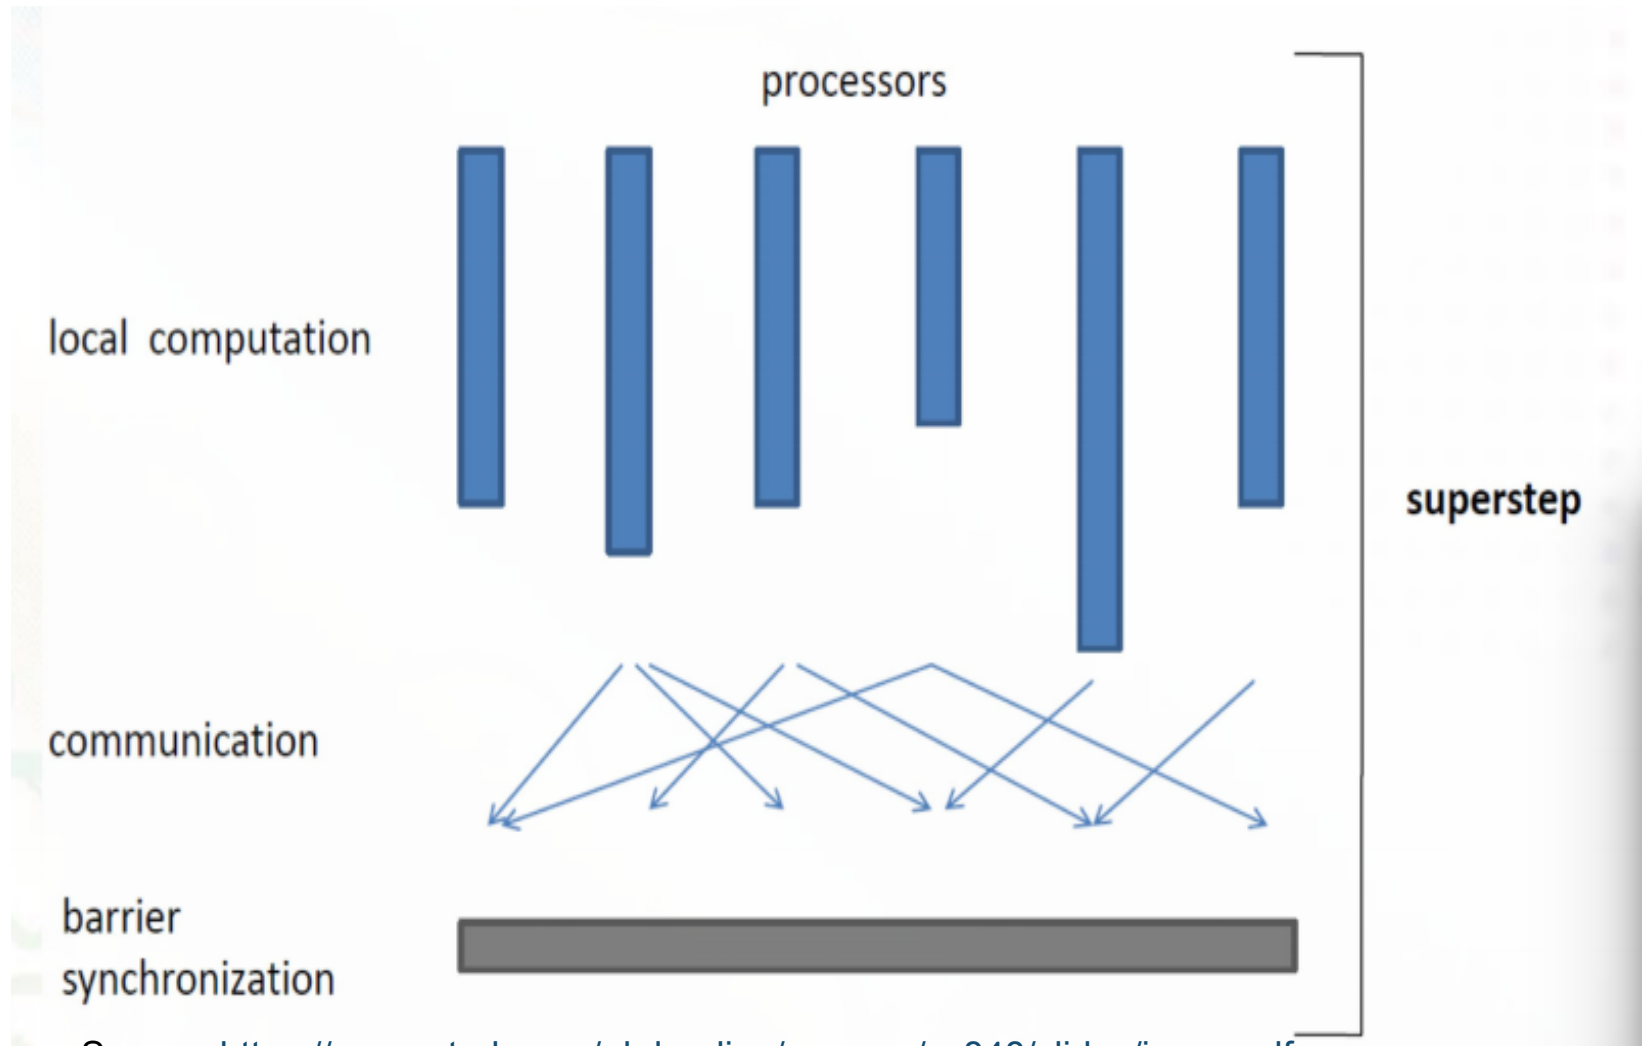 processors
local computation
superstep
communication
barrier
synchronization